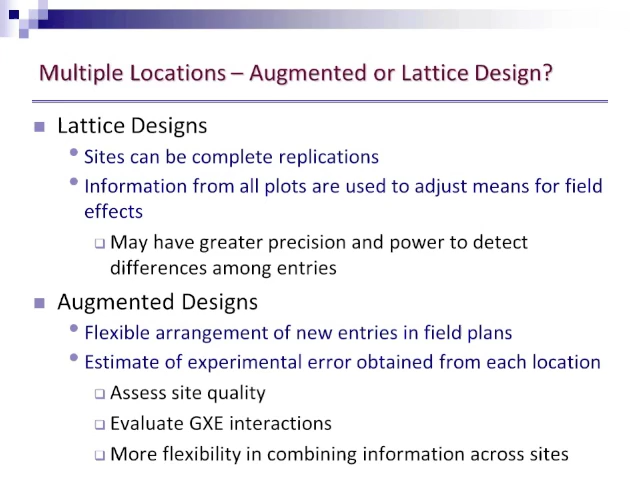 Multiple Locations – Augmented or Lattice Design?
Lattice Designs
Sites can be complete replications
Information from all plots are used to adjust means for field
effects
May have greater precision and power to detect
differences among entries
Augmented Designs
Flexible arrangement of new entries in field plans
Estimate of experimental error obtained from each location
Assess site quality
Evaluate GXE interactions
More flexibility in combining information across sites